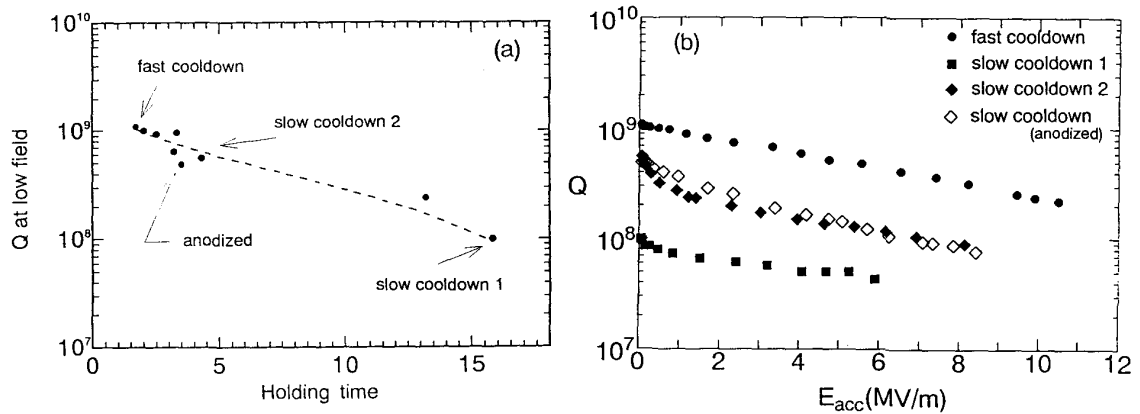 10^10
10^9
10^8
10^7
Q at low field
(a)
fast cooldown
slow cooldown 2
anodized
slow cooldown 1
0
5
10
15
Holding time
10^10
10^9
10^8
10^7
Q
(b)
fast cooldown
slow cooldown 1
slow cooldown 2
slow cooldown
(anodized)
0 2 4 6 8 10 12
E_acc(MV/m)